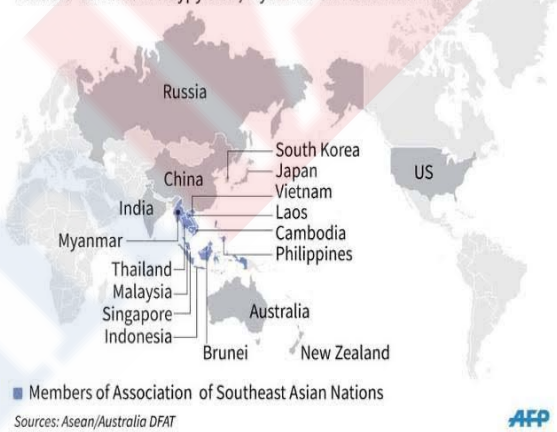 Russia
South Korea
Japan
China
US
Vietnam
India
Laos
Cambodia
Myanmar
Philippines
Thailand
Malaysia
Singapore
Australia
Indonesia
Brunei
New Zealand
Members of Association of Southeast Asian Nations
Sources: Asean/Australia DFAT
AFP